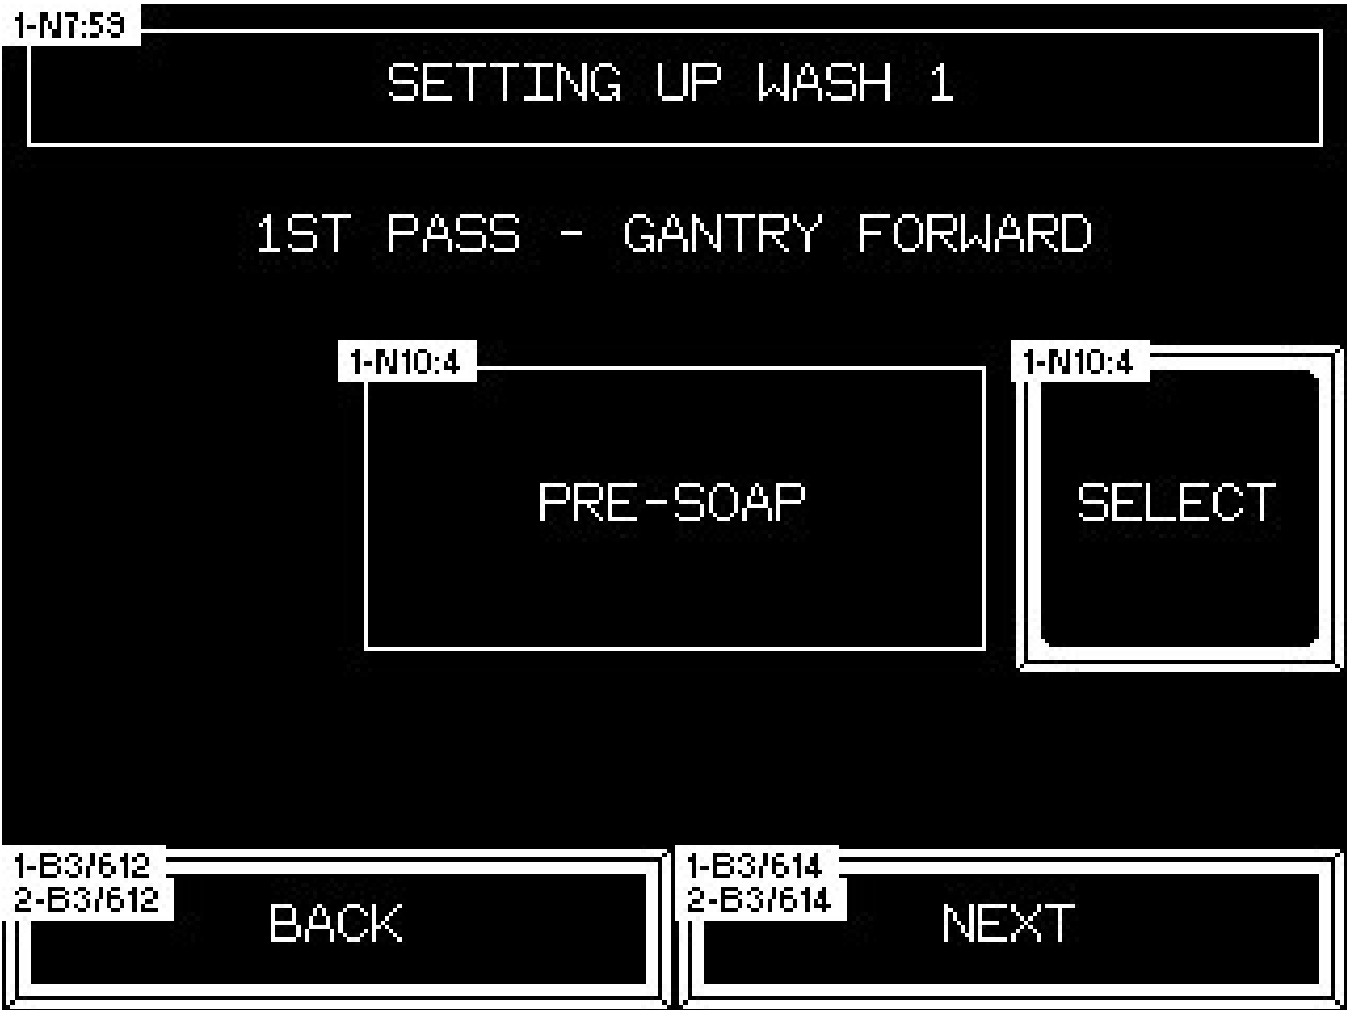 1-N7:59
SETTING UP WASH 1
1ST PASS - GANTRY FORWARD
1-N10:4
PRE-SOAP
1-N10:4
SELECT
1-B3/612
2-B3/612
BACK
1-B3/614
2-B3/614
NEXT